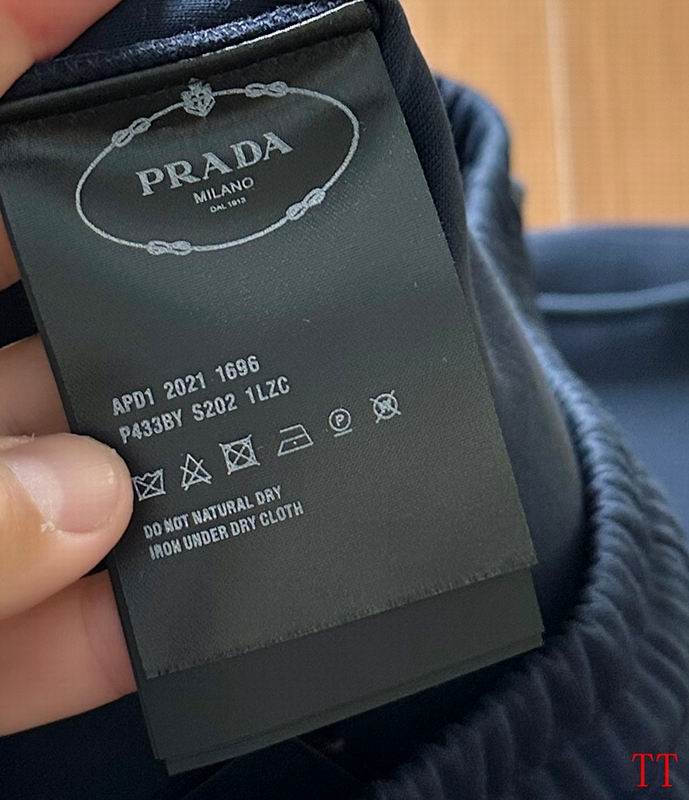 PRADA
MILANO
DAL 1913
APD1 2021 1696
P433BY S202 1LZC
P
W
DO NOT NATURAL DRY
IRON UNDER DRY CLOTH
TT